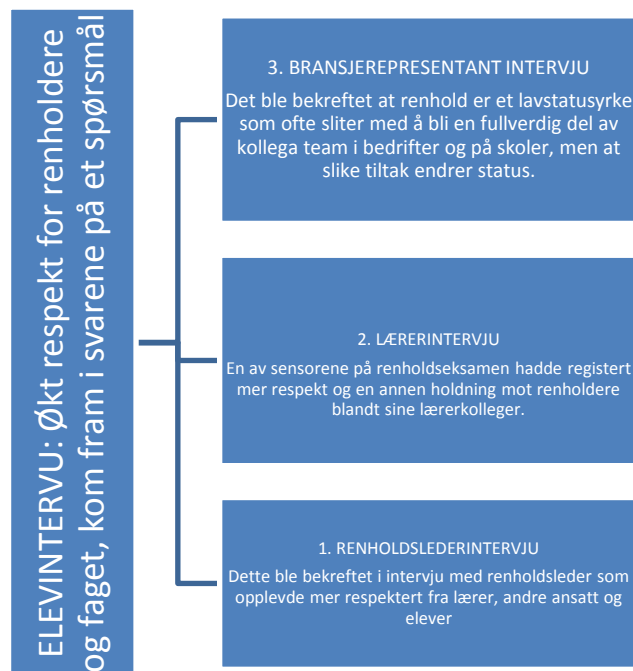 ELEVINTERVU: Økt respekt for renholdere
og faget, kom fram i svarene på et spørsmål
3. BRANSJEREPRESENTANT INTERVJU
Det ble bekreftet at renhold er et lavstatusyrke
som ofte sliter med å bli en fullverdig del av
kollega team i bedrifter og på skoler, men at
slike tiltak endrer status.
2. LÆRERINTERVJU
En av sensorene på renholdseksamen hadde registert
mer respekt og en annen holdning mot renholdere
blandt sine lærerkolleger.
1. RENHOLDSLEDERINTERVJU
Dette ble bekreftet i intervju med renholdsleder som
opplevde mer respektert fra lærer, andre ansatt og
elever